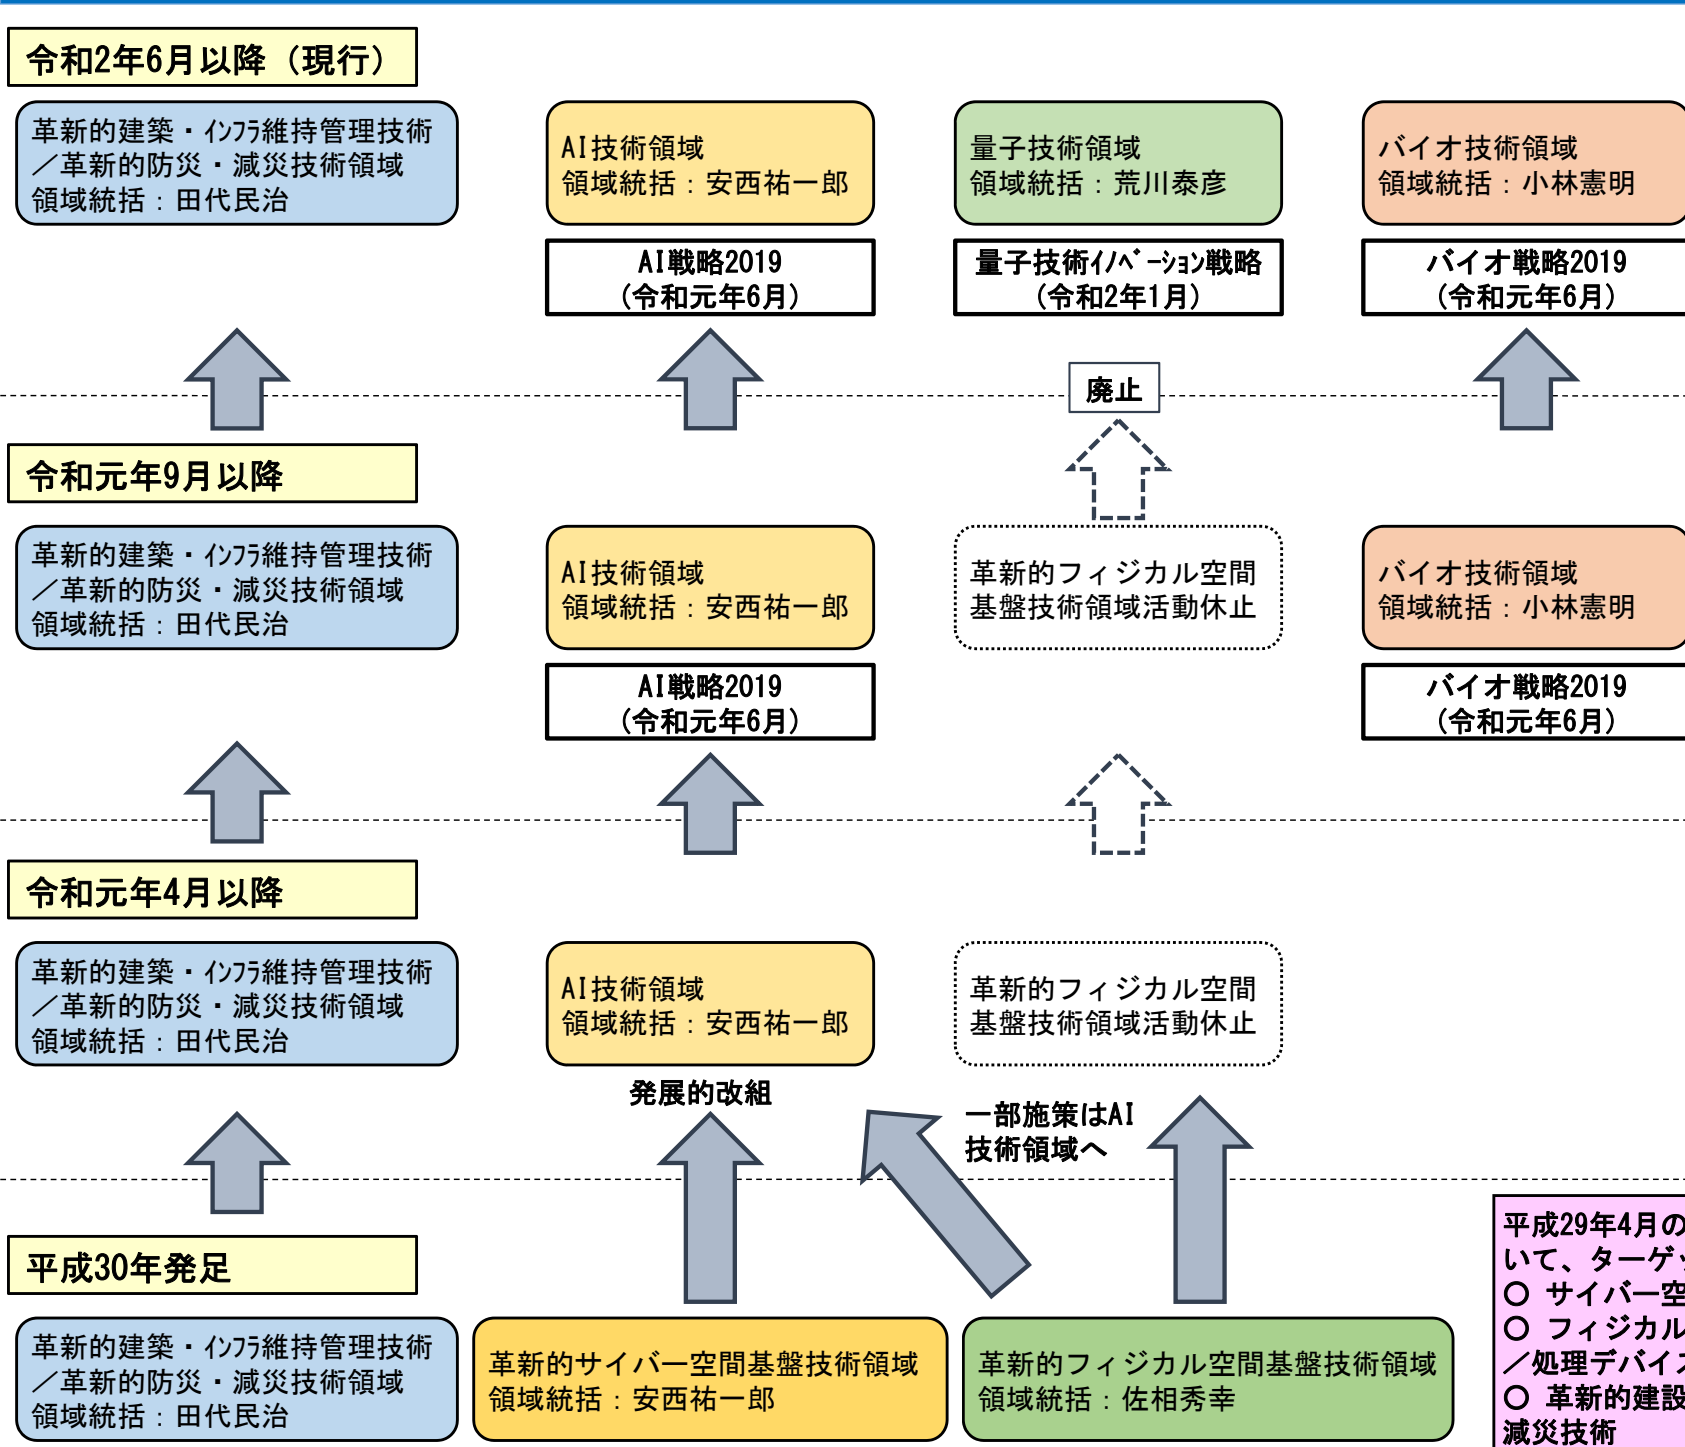 令和2年6月以降（現行）
革新的建築・インフラ維持管理技術
／革新的防災・減災技術領域
領域統括：田代民治
AI技術領域
領域統括：安西祐一郎
量子技術領域
領域統括：荒川泰彦
バイオ技術領域
領域統括：小林憲明
AI戦略2019
(令和元年6月)
量子技術イノベーション戦略
(令和2年1月)
バイオ戦略2019
(令和元年6月)
廃止
令和元年9月以降
革新的建築・インフラ維持管理技術
／革新的防災・減災技術領域
領域統括：田代民治
AI技術領域
領域統括：安西祐一郎
革新的フィジカル空間
基盤技術領域活動休止
バイオ技術領域
領域統括：小林憲明
AI戦略2019
(令和元年6月)
バイオ戦略2019
(令和元年6月)
令和元年4月以降
革新的建築・インフラ維持管理技術
／革新的防災・減災技術領域
領域統括：田代民治
AI技術領域
領域統括：安西祐一郎
革新的フィジカル空間
基盤技術領域活動休止
発展的改組
一部施策はAI
技術領域へ
平成30年発足
革新的建築・インフラ維持管理技術
／革新的防災・減災技術領域
領域統括：田代民治
革新的サイバー空間基盤技術領域
領域統括：安西祐一郎
革新的フィジカル空間基盤技術領域
領域統括：佐相秀幸
平成29年4月の
いて、ターゲッ
○ サイバー空
○ フィジカル
／処理デバイス
○ 革新的建設
減災技術